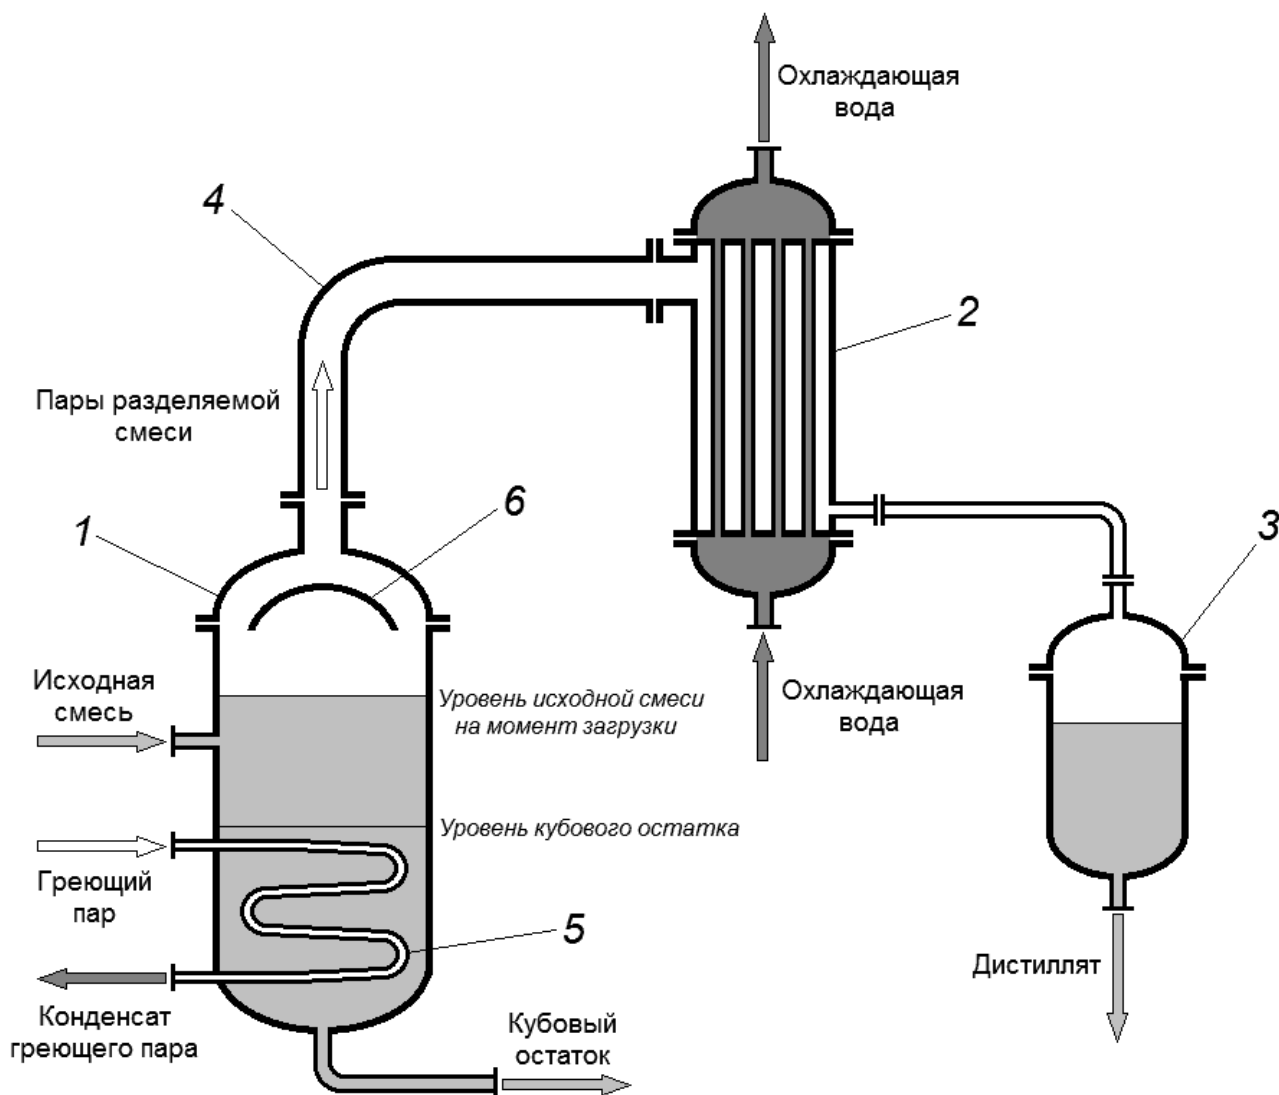 Охлаждающая
вода
4
2
Пары разделяемой
смеси
1
6
3
Исходная
смесь
Уровень исходной смеси
на момент загрузки
Охлаждающая
вода
Уровень кубового остатка
Греющий
пар
5
Дистиллят
Конденсат
греющего пара
Кубовый
остаток